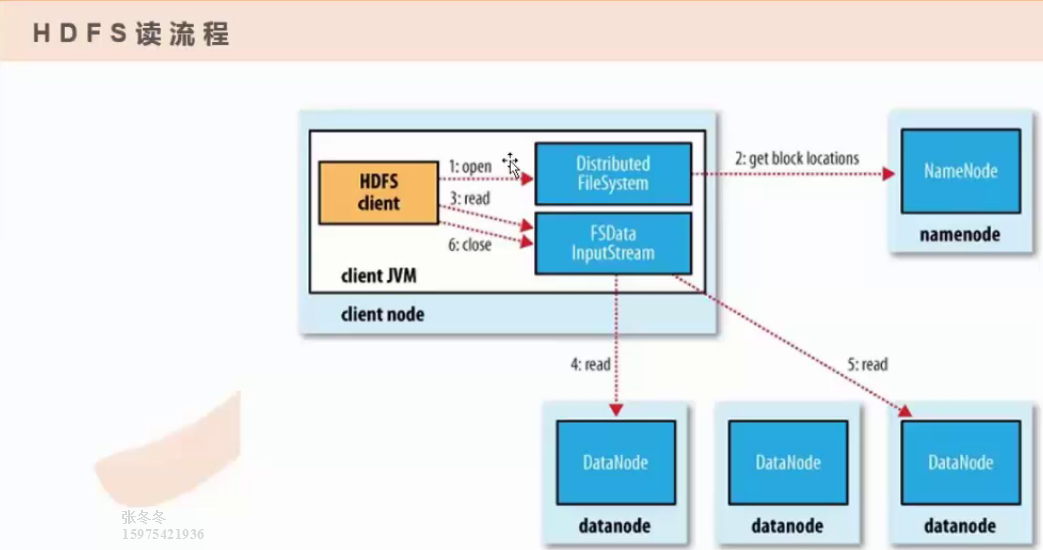 HDFS读流程
1: open
Distributed
FileSystem
2: get block locations
NameNode
namenode
HDFS
client
3: read
FSData
InputStream
6: close
client JVM
client node
4: read
5: read
DataNode
datanode
DataNode
datanode
DataNode
datanode
张冬冬
15975421936